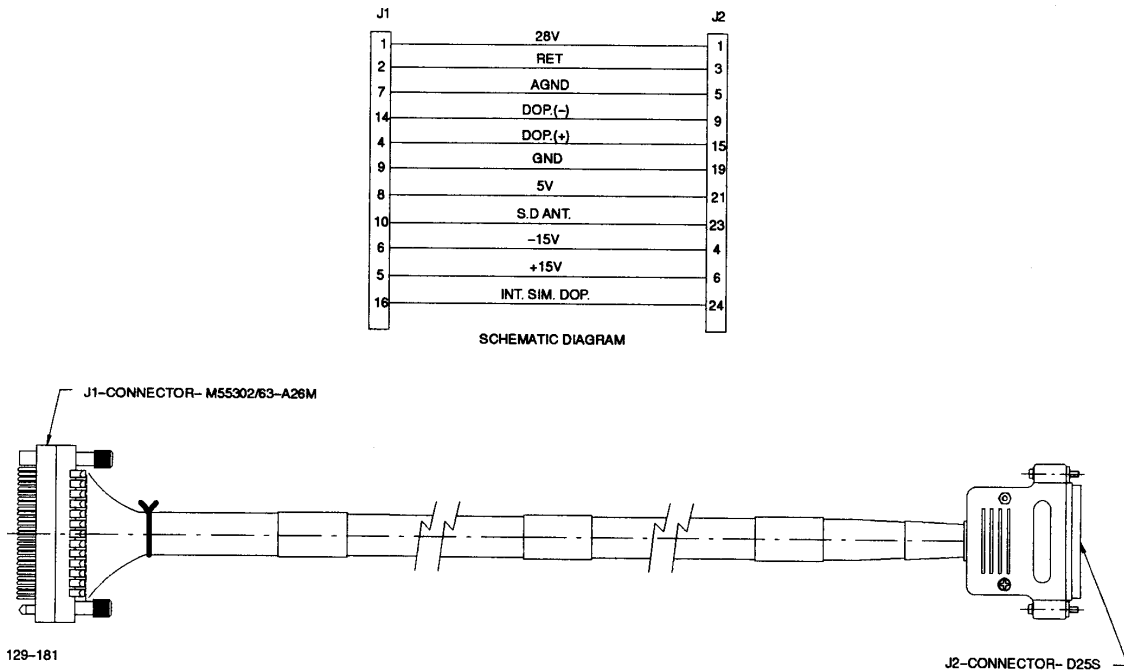 J1 J2
1 28V 1
2 RET 3
7 AGND 5
14 DOP.(-) 9
4 DOP.(+) 15
9 GND 19
8 5V 21
10 S.D ANT. 23
6 -15V 4
5 +15V 6
16 INT. SIM. DOP. 24
SCHEMATIC DIAGRAM
J1-CONNECTOR- M55302/63-A26M
129-181
J2-CONNECTOR- D25S